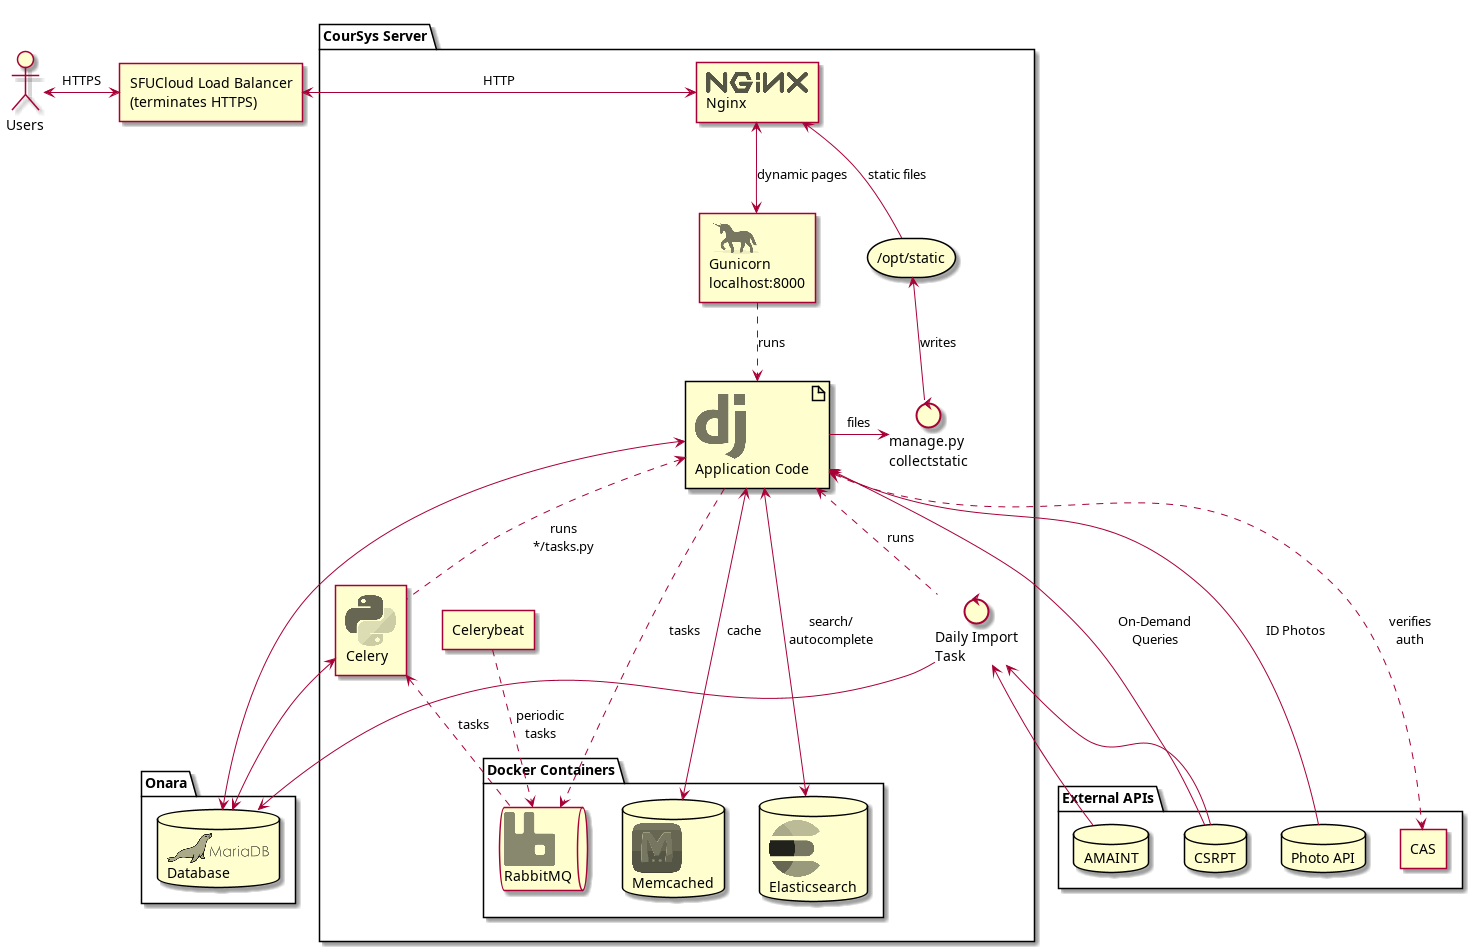 CourSys Server
Users
HTTPS
SFUCloud Load Balancer
(terminates HTTPS)
HTTP
NGiNX
Nginx
dynamic pages
static files
Gunicorn
localhost:8000
/opt/static
runs
writes
dj
Application Code
files
manage.py
collectstatic
runs
*/tasks.py
runs
Celery
Celerybeat
tasks
cache
search/
autocomplete
Daily Import
Task
On-Demand
Queries
ID Photos
verifies
auth
tasks
periodic
tasks
Onara
MariaDB
Database
Docker Containers
RabbitMQ
M
Memcached
Elasticsearch
External APIs
AMAINT
CSRPT
Photo API
CAS